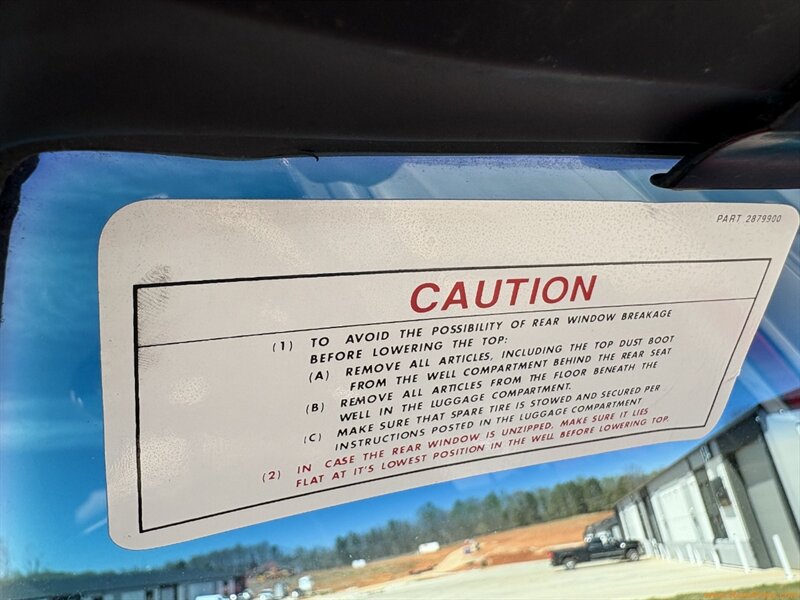 PART 2879900
CAUTION
(1) TO AVOID THE POSSIBILITY OF REAR WINDOW BREAKAGE
BEFORE LOWERING THE TOP:
(A) REMOVE ALL ARTICLES, INCLUDING THE TOP DUST BOOT
FROM THE WELL COMPARTMENT BEHIND THE REAR SEAT
(B) REMOVE ALL ARTICLES FROM THE FLOOR BENEATH THE
WELL IN THE LUGGAGE COMPARTMENT.
(C) MAKE SURE THAT SPARE TIRE IS STOWED AND SECURED PER
INSTRUCTIONS POSTED IN THE LUGGAGE COMPARTMENT
(2) IN CASE THE REAR WINDOW IS UNZIPPED, MAKE SURE IT LIES
FLAT AT IT'S LOWEST POSITION IN THE WELL BEFORE LOWERING TOP.